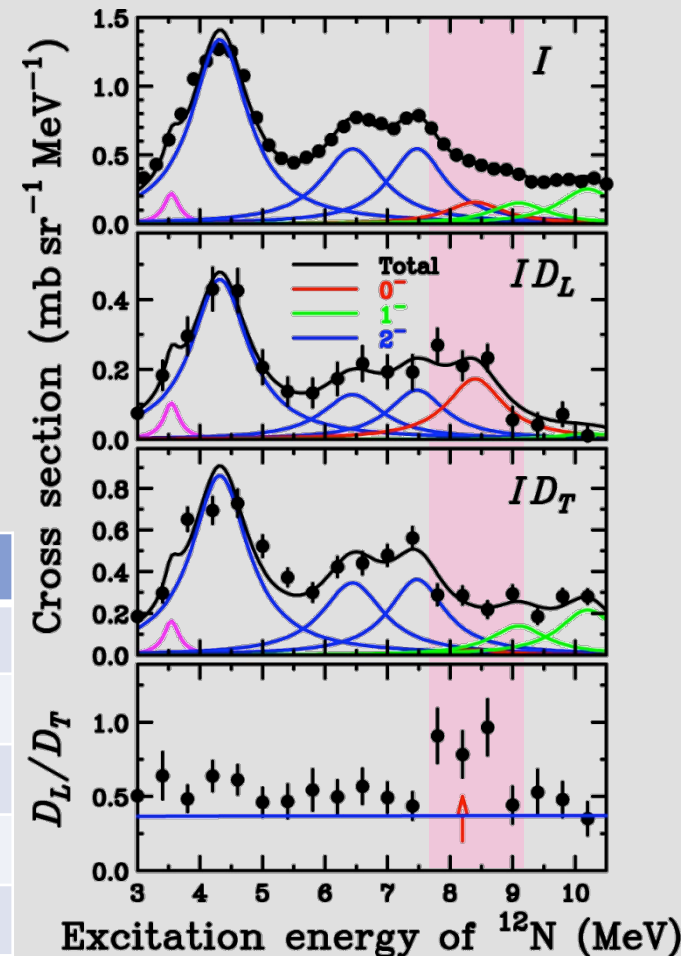 Cross section (mb sr⁻¹ MeV⁻¹)
1.5
1.0
0.5
0.0
I
0.4
0.2
0.0
Total
0⁻
1⁻
2⁻
ID_L
0.8
0.6
0.4
0.2
0.0
ID_T
D_L/D_T
1.0
0.5
0.0
3 4 5 6 7 8 9 10
Excitation energy of ¹²N (MeV)